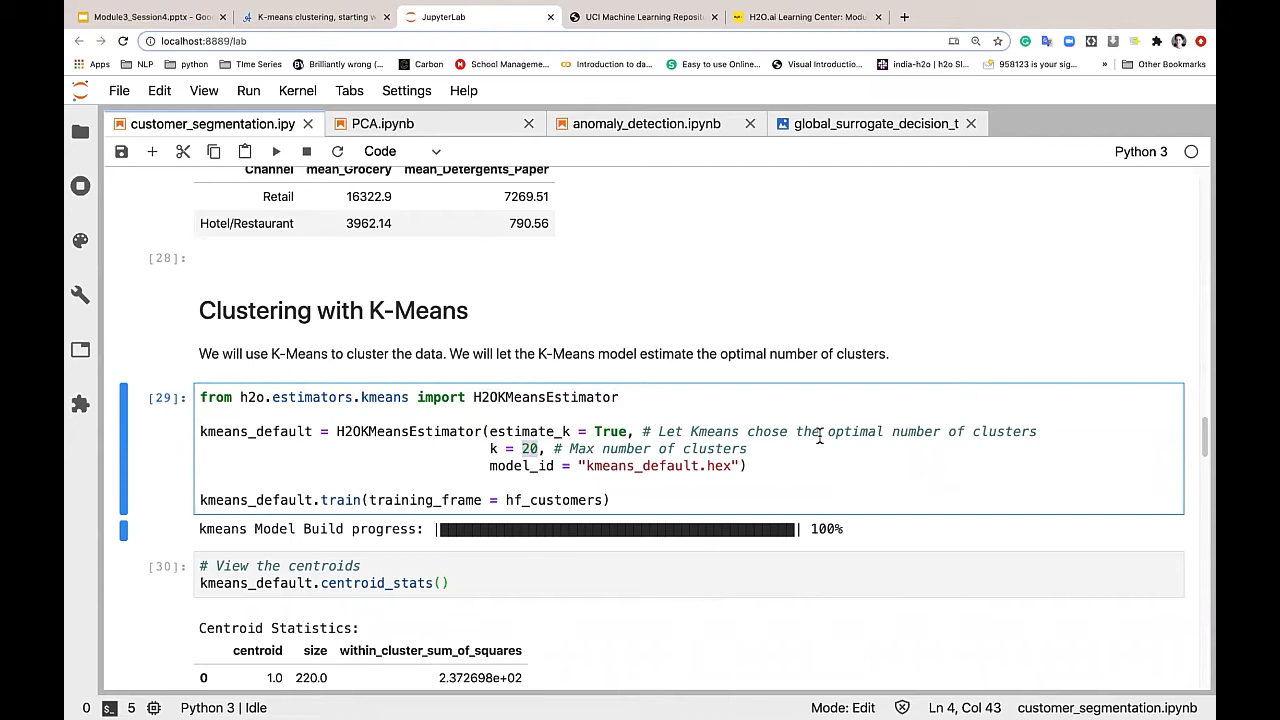 Module3_Session4.pptx - Goo
K-means clustering, starting w
JupyterLab
UCI Machine Learning Reposit
H2O.ai Learning Center: Modu
localhost:8889/lab
Apps
NLP
python
TIme Series
Brilliantly wrong (...
Carbon
School Manageme...
Introduction to da...
Easy to use Online...
Visual Introductio...
india-h2o | h2o Sl...
958123 is your sig...
»
Other Bookmarks
File Edit View Run Kernel Tabs Settings Help
customer_segmentation.ipy
PCA.ipynb
anomaly_detection.ipynb
global_surrogate_decision_t
Code
Python 3
Channel mean_Grocery mean_Detergents_Paper
Retail 16322.9 7269.51
Hotel/Restaurant 3962.14 790.56
[28]:
Clustering with K-Means
We will use K-Means to cluster the data. We will let the K-Means model estimate the optimal number of clusters.
[29]: from h2o.estimators.kmeans import H2OKMeansEstimator
kmeans_default = H2OKMeansEstimator(estimate_k = True, # Let Kmeans chose the optimal number of clusters
k = 20, # Max number of clusters
model_id = "kmeans_default.hex")
kmeans_default.train(training_frame = hf_customers)
kmeans Model Build progress: | | 100%
[30]: # View the centroids
kmeans_default.centroid_stats()
Centroid Statistics:
centroid size within_cluster_sum_of_squares
0 1.0 220.0 2.372698e+02
0 5 Python 3 | Idle Mode: Edit Ln 4, Col 43 customer_segmentation.ipynb